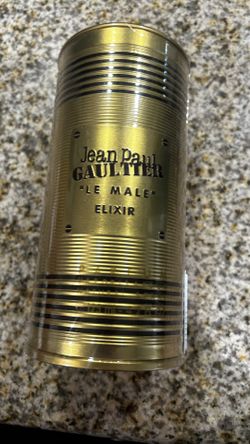 Jean Paul
GAULTIER
"LE MALE"
ELIXIR